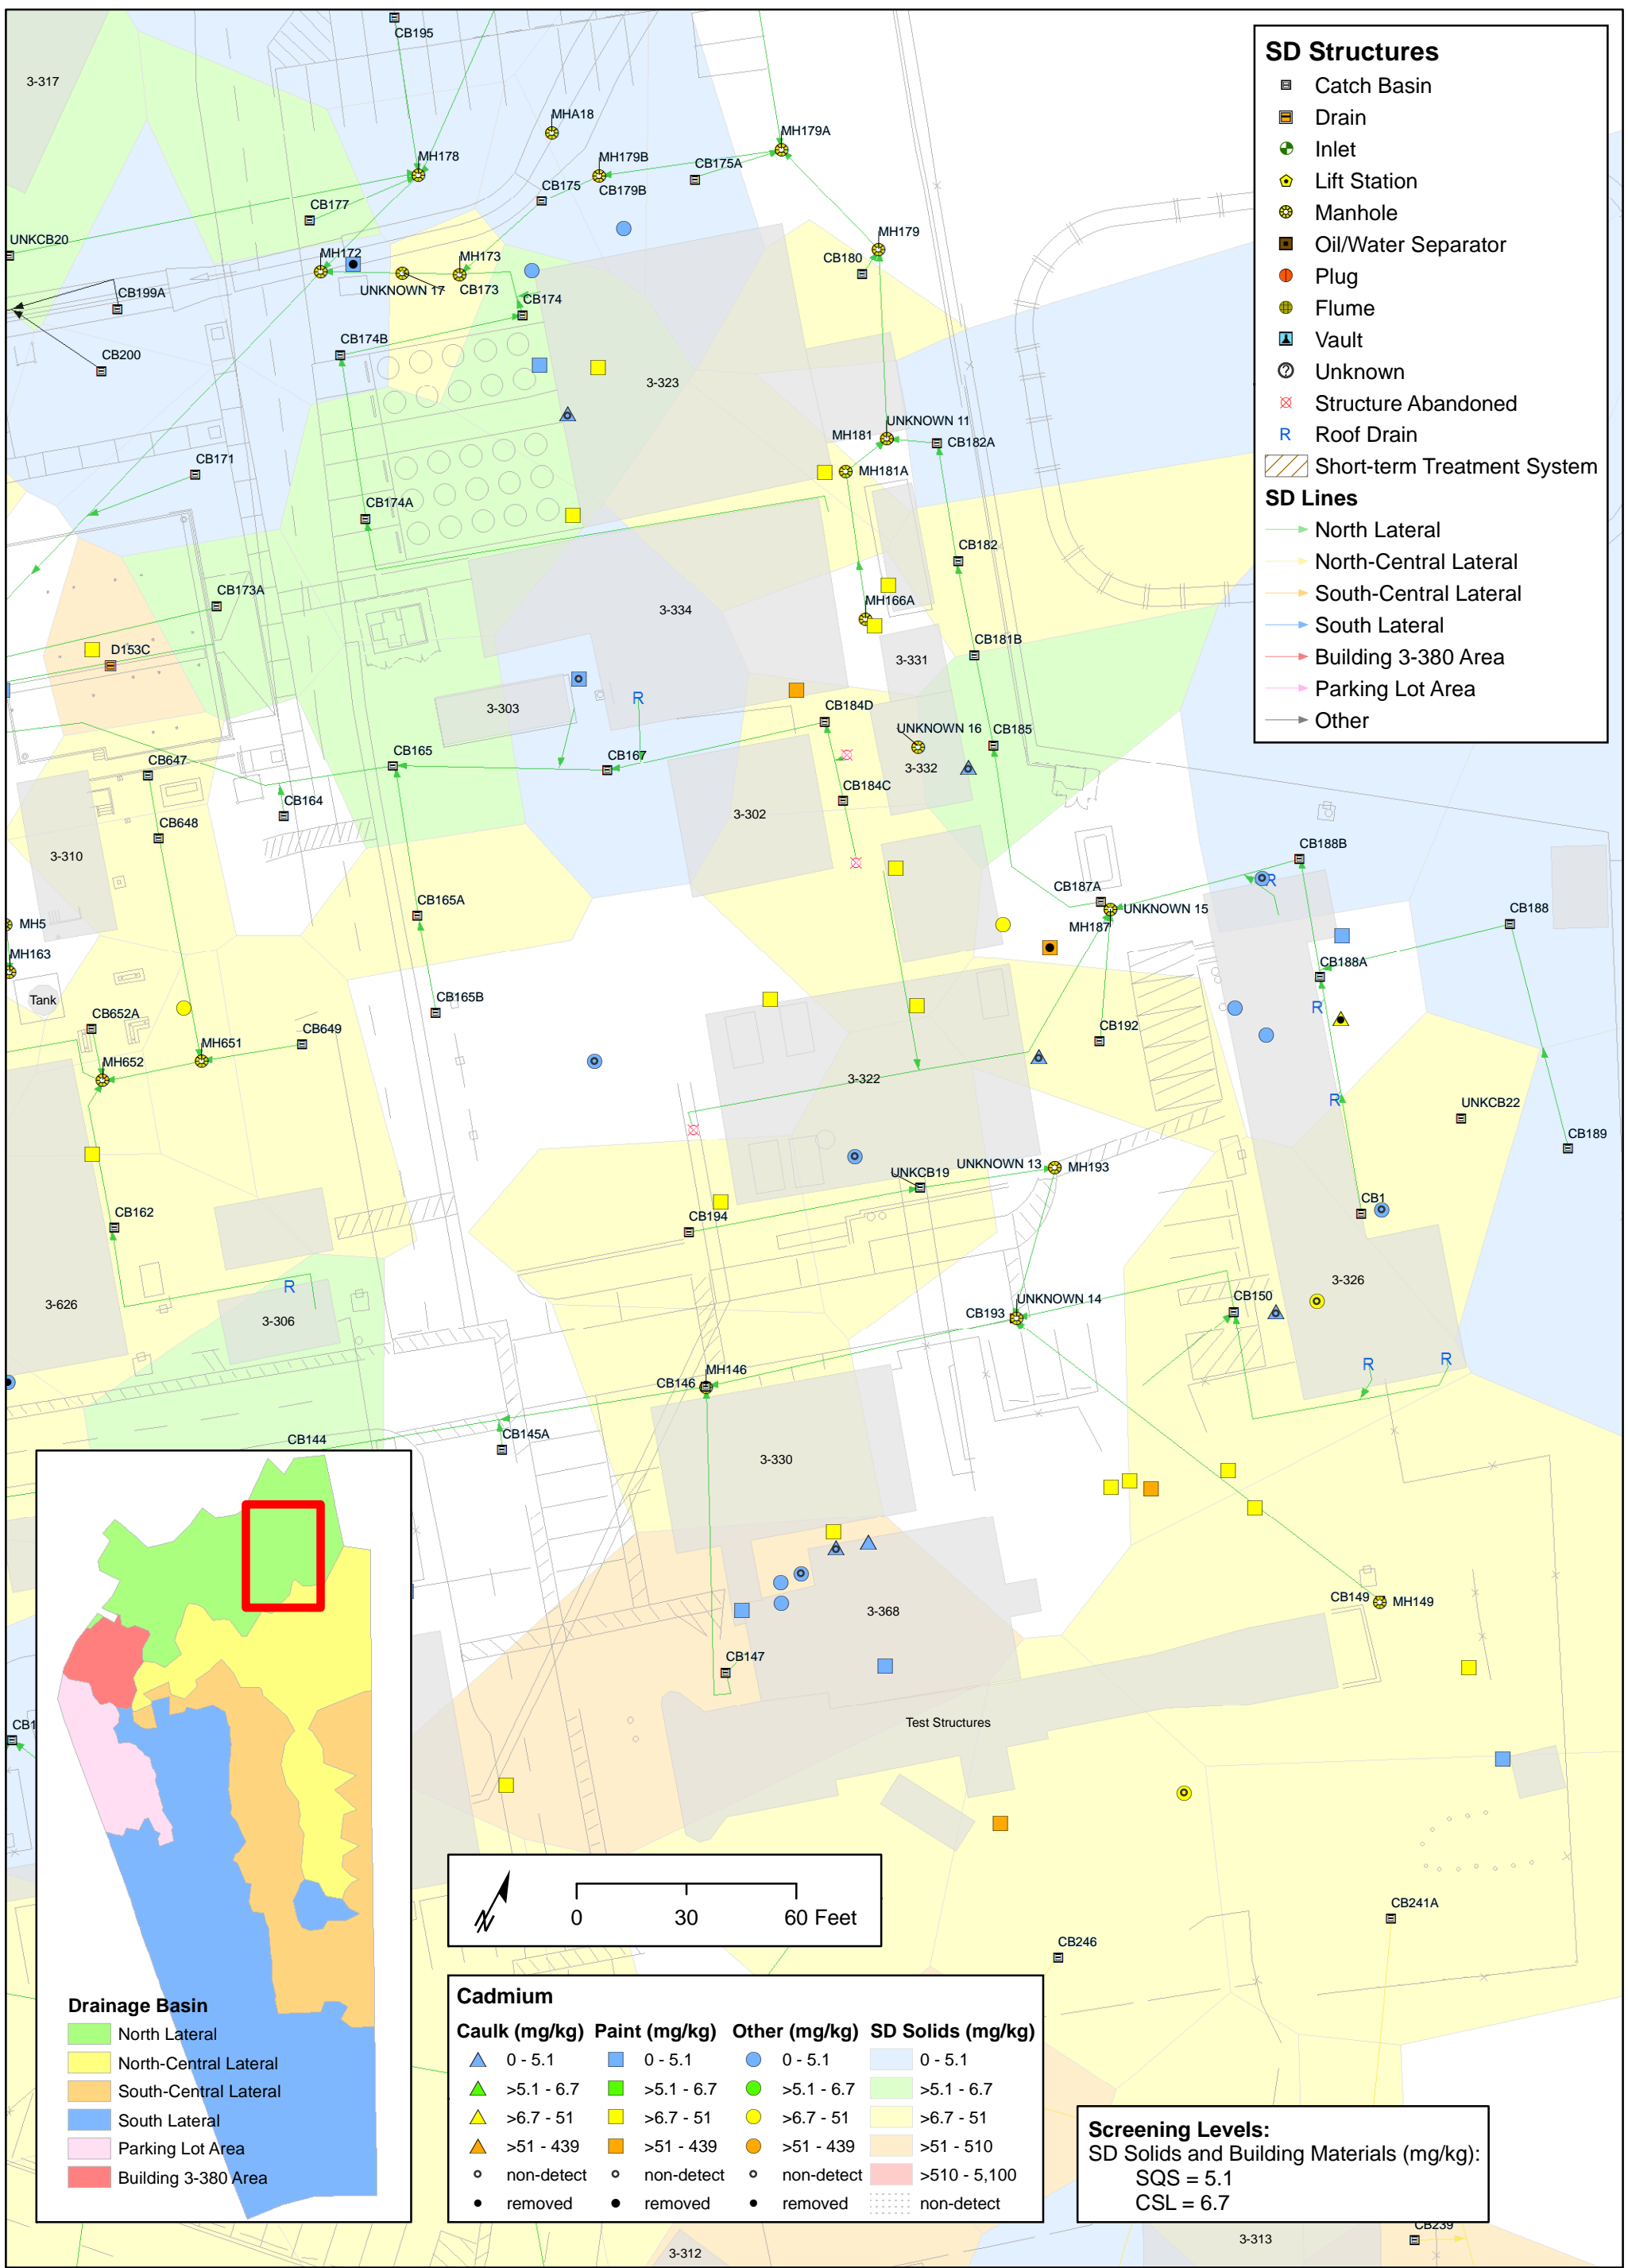 CB195
3-317
MHA18
MH179A
MH178
MH179B
CB175A
CB177
CB175
CB179B
UNKCB20
MH172
MH173
MH179
CB180
CB199A
UNKNOWN 17
CB173
CB174
CB200
CB174B
3-323
UNKNOWN 11
MH181
CB182A
CB171
MH181A
CB174A
CB182
CB173A
3-334
MH166A
D153C
CB181B
3-331
3-303
CB184D
UNKNOWN 16
CB185
CB165
CB167
3-332
CB647
CB184C
CB164
3-302
CB648
CB188B
3-310
CB187A
CB165A
UNKNOWN 15
CB188
MH5
MH187
MH163
CB188A
Tank
CB165B
CB652A
CB649
CB192
MH651
MH652
3-322
UNKCB22
CB189
UNKNOWN 13
MH193
UNKCB19
CB1
CB162
CB194
3-326
R
R
R
R
R
R
R
3-626
3-306
UNKNOWN 14
CB193
CB150
MH146
CB146
CB144
CB145A
3-330
CB149
MH149
3-368
CB147
Test Structures
CB1
CB241A
CB246
CB239
3-313
3-312
SD Structures
Catch Basin
Drain
Inlet
Lift Station
Manhole
Oil/Water Separator
Plug
Flume
Vault
? Unknown
Structure Abandoned
R Roof Drain
Short-term Treatment System
SD Lines
North Lateral
North-Central Lateral
South-Central Lateral
South Lateral
Building 3-380 Area
Parking Lot Area
Other
Drainage Basin
North Lateral
North-Central Lateral
South-Central Lateral
South Lateral
Parking Lot Area
Building 3-380 Area
N
0 30 60 Feet
Cadmium
Caulk (mg/kg) Paint (mg/kg) Other (mg/kg) SD Solids (mg/kg)
0 - 5.1 0 - 5.1 0 - 5.1 0 - 5.1
>5.1 - 6.7 >5.1 - 6.7 >5.1 - 6.7 >5.1 - 6.7
>6.7 - 51 >6.7 - 51 >6.7 - 51 >6.7 - 51
>51 - 439 >51 - 439 >51 - 439 >51 - 510
non-detect non-detect non-detect >510 - 5,100
removed removed removed non-detect
Screening Levels:
SD Solids and Building Materials (mg/kg):
SQS = 5.1
CSL = 6.7